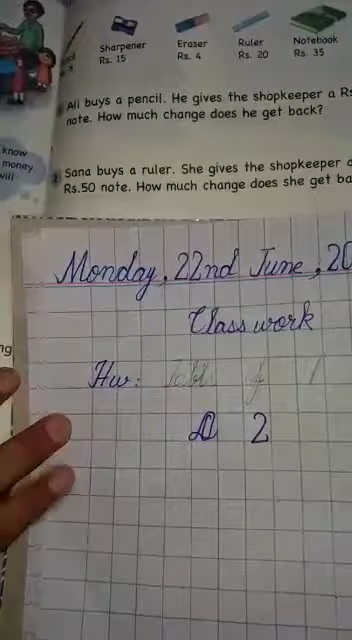 Sharpener Eraser Ruler Notebook
Rs. 15 Rs. 4 Rs. 20 Rs. 35
Ali buys a pencil. He gives the shopkeeper a
note. How much change does he get back?
know
money
will
Sana buys a ruler. She gives the shopkeeper
Rs.50 note. How much change does she get
Monday, 22nd June, 20
Class work
Hw:
2